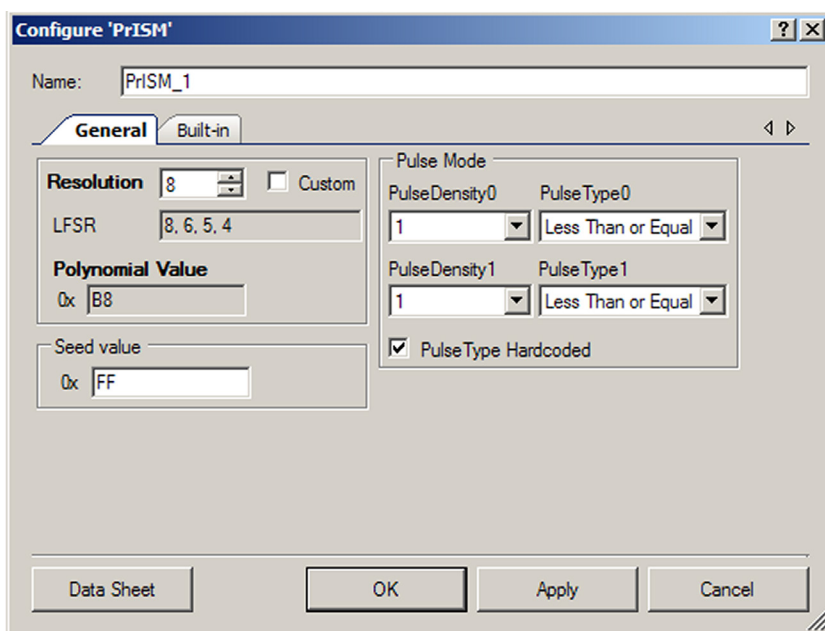 Configure 'PrISM'
Name: PrISM_1
General Built-in
Resolution 8 Custom
LFSR 8, 6, 5, 4
Polynomial Value
0x B8
Seed value
0x FF
Pulse Mode
PulseDensity0 PulseType0
1 Less Than or Equal
PulseDensity1 PulseType1
1 Less Than or Equal
PulseType Hardcoded
Data Sheet OK Apply Cancel